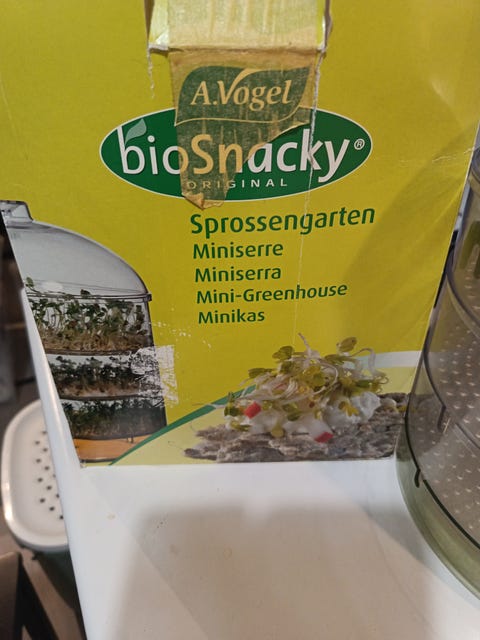 A.Vogel
bioSnacky®
ORIGINAL
Sprossengarten
Miniserre
Miniserra
Mini-Greenhouse
Minikas